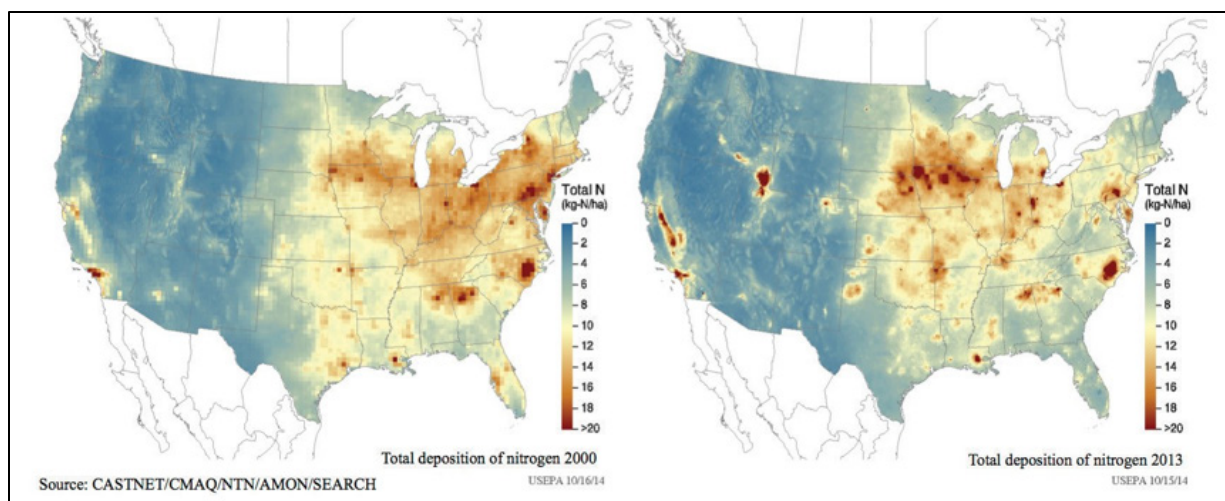 Total N
(kg-N/ha)
0
2
4
6
8
10
12
14
16
18
>20
Total deposition of nitrogen 2000
USEPA 10/16/14
Source: CASTNET/CMAQ/NTN/AMON/SEARCH
Total N
(kg-N/ha)
0
2
4
6
8
10
12
14
16
18
>20
Total deposition of nitrogen 2013
USEPA 10/15/14